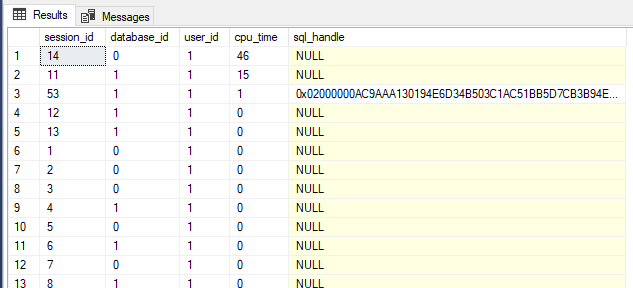 Results Messages
session_id database_id user_id cpu_time sql_handle
1 14 0 1 46 NULL
2 11 1 1 15 NULL
3 53 1 1 1 0x02000000AC9AAA130194E6D34B503C1AC51BB5D7CB3B94E...
4 12 1 1 0 NULL
5 13 1 1 0 NULL
6 1 0 1 0 NULL
7 2 0 1 0 NULL
8 3 0 1 0 NULL
9 4 1 1 0 NULL
10 5 0 1 0 NULL
11 6 1 1 0 NULL
12 7 0 1 0 NULL
13 8 1 1 0 NULL